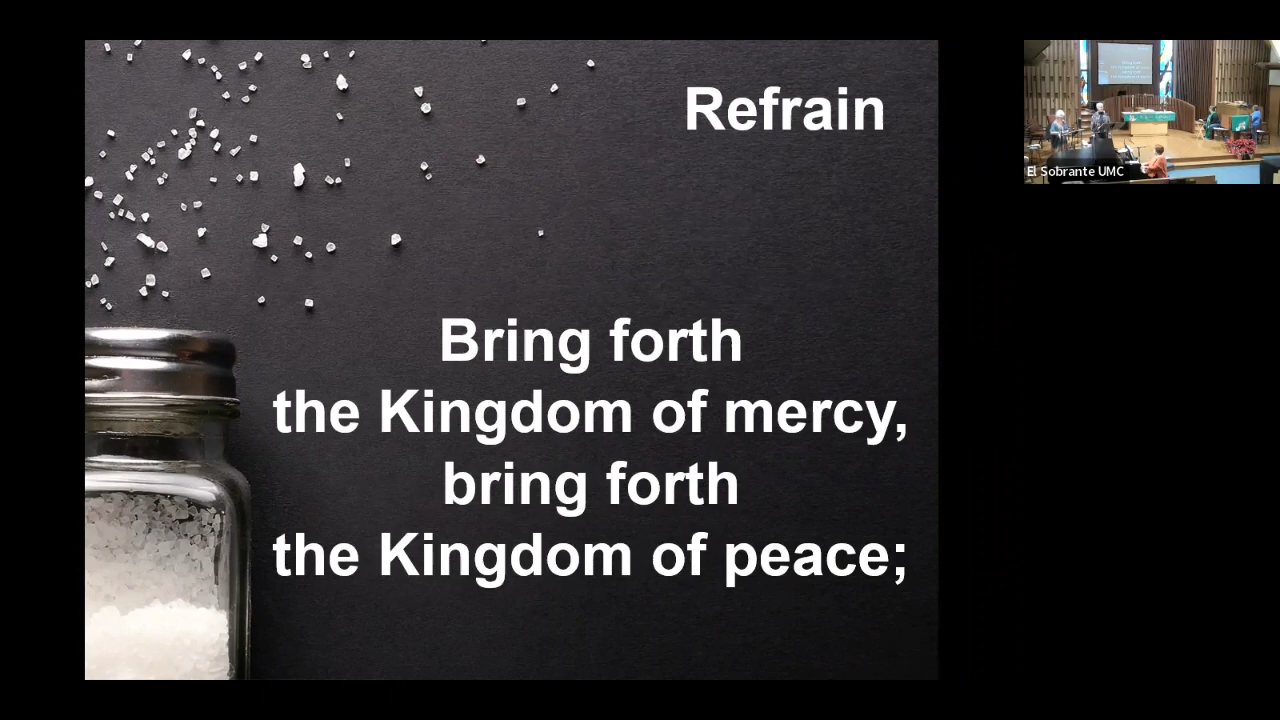 Refrain
Bring forth
the Kingdom of mercy,
bring forth
the Kingdom of peace;
El Sobrante UMC